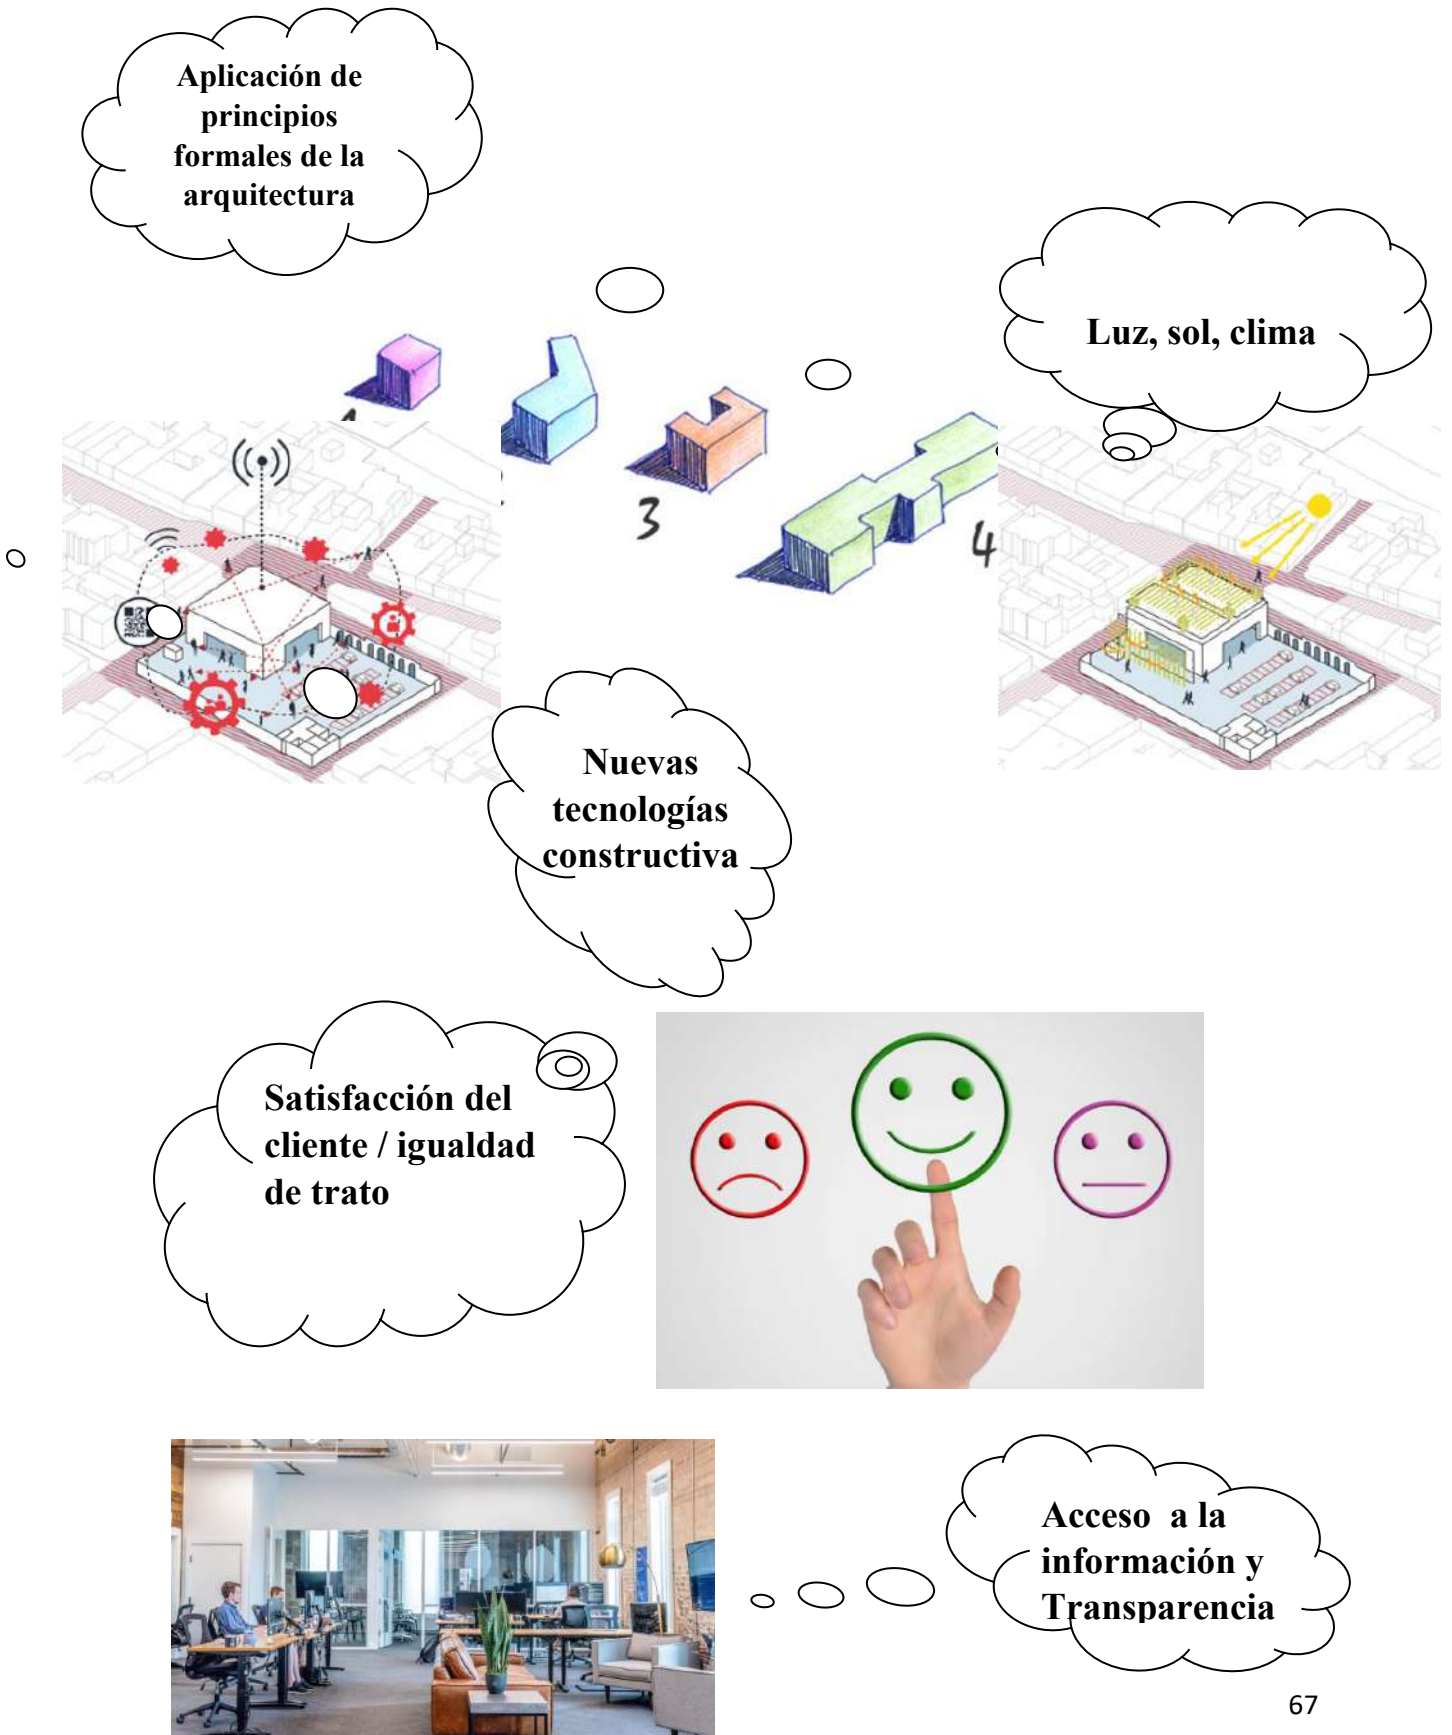 Aplicación de
principios
formales de la
arquitectura
Luz, sol, clima
3
4
Nuevas
tecnologías
constructiva
Satisfacción del
cliente / igualdad
de trato
Acceso  a la
información y
Transparencia
67